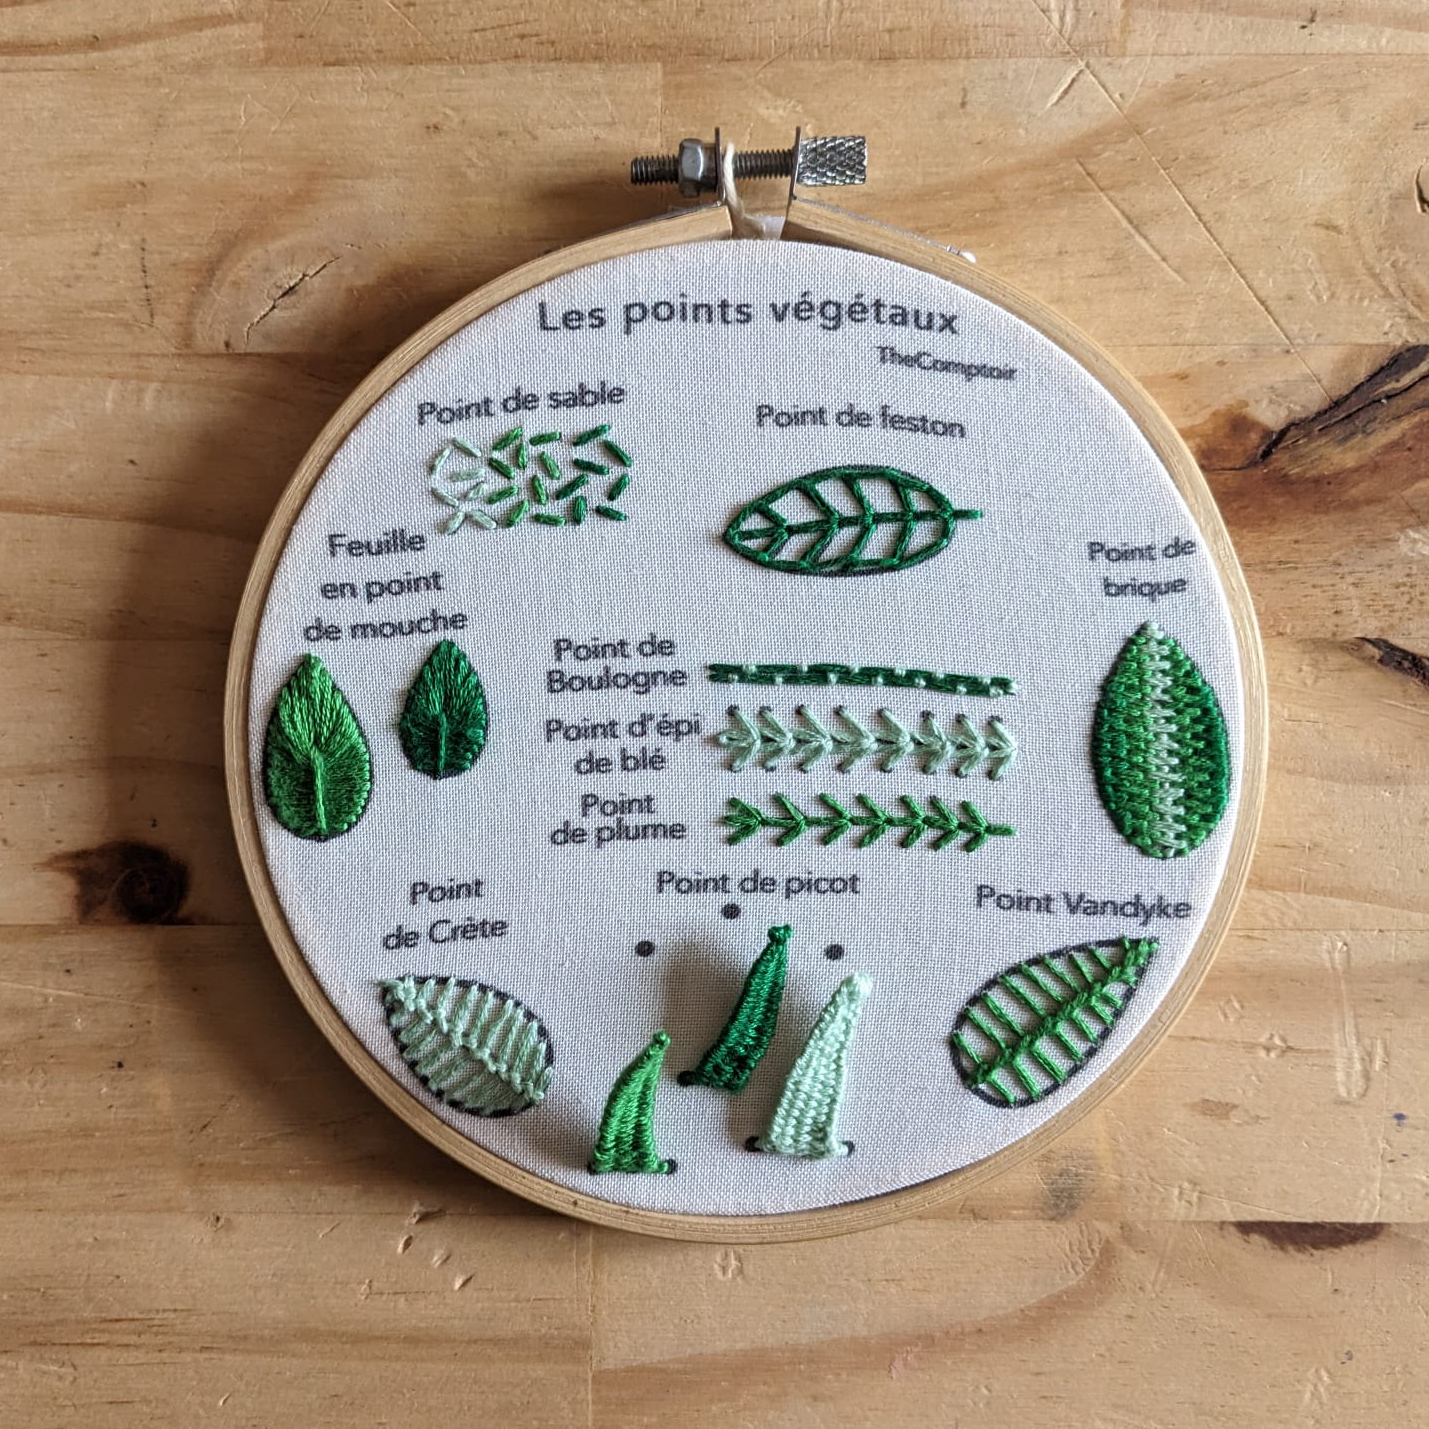 Les points végétaux
TheComptoir
Point de sable
Point de feston
Feuille
en point
de mouche
Point de
brique
Point de
Boulogne
Point d'épi
de blé
Point
de plume
Point
de Crète
Point de picot
Point Vandyke